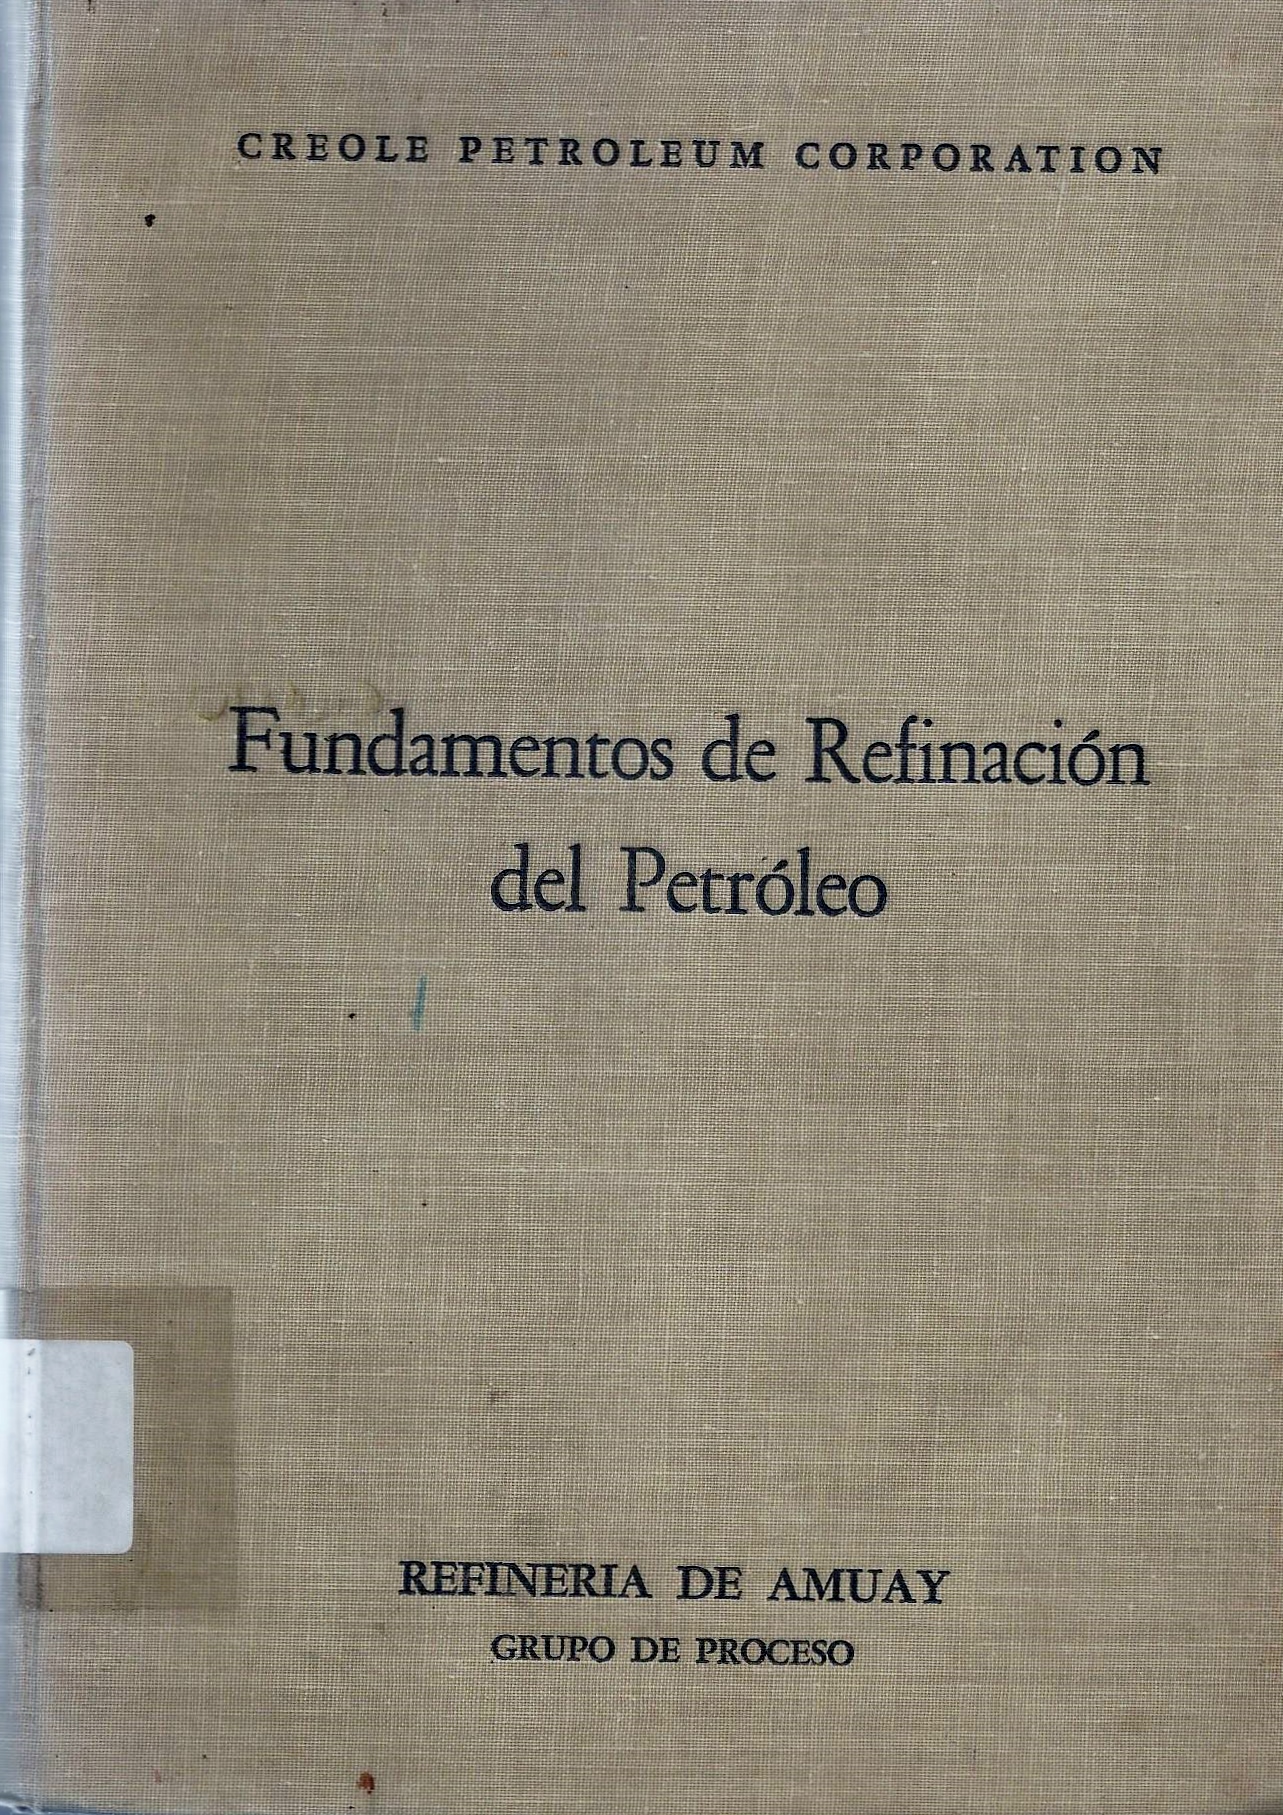 CREOLE PETROLEUM CORPORATION
Fundamentos de Refinación
del Petróleo
REFINERIA DE AMUAY
GRUPO DE PROCESO